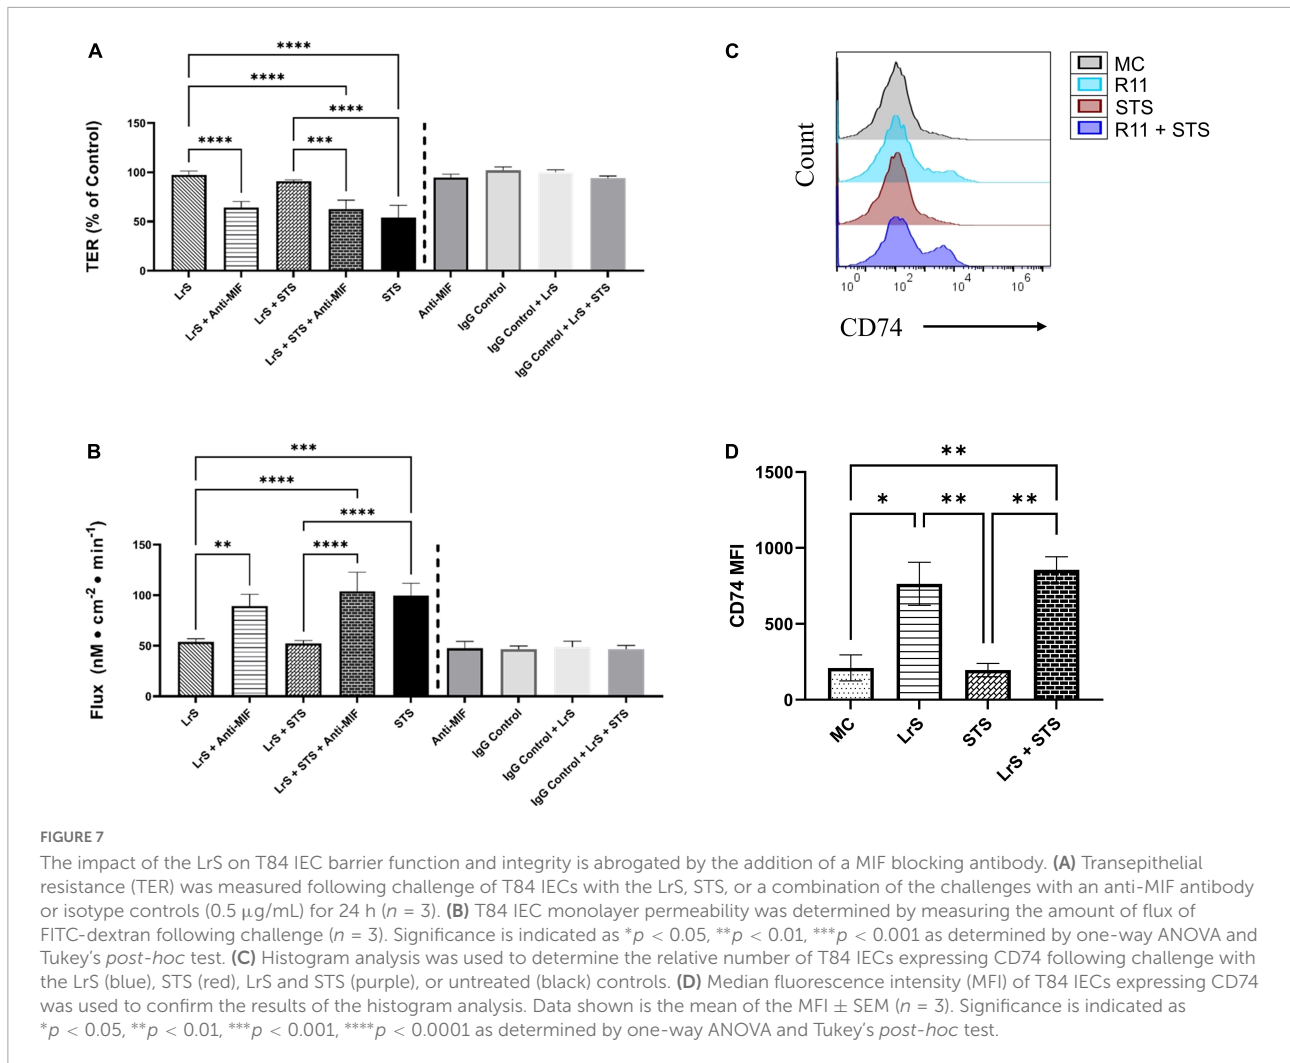 A
****
****
****
****
***
TER (% of Control)
150
100
50
0
LrS
LrS + Anti-MIF
LrS + STS
LrS + STS + Anti-MIF
STS
Anti-MIF
IgG Control
IgG Control + LrS
IgG Control + LrS + STS
C
Count
10⁰
10²
10⁴
10⁶
CD74
MC
R11
STS
R11 + STS
B
***
****
****
**
****
Flux (nM • cm⁻² • min⁻¹)
150
100
50
0
LrS
LrS + Anti-MIF
LrS + STS
LrS + STS + Anti-MIF
STS
Anti-MIF
IgG Control
IgG Control + LrS
IgG Control + LrS + STS
D
**
*
**
**
CD74 MFI
1500
1000
500
0
MC
LrS
STS
LrS + STS
FIGURE 7
The impact of the LrS on T84 IEC barrier function and integrity is abrogated by the addition of a MIF blocking antibody. (A) Transepithelial
resistance (TER) was measured following challenge of T84 IECs with the LrS, STS, or a combination of the challenges with an anti-MIF antibody
or isotype controls (0.5 μg/mL) for 24 h (n = 3). (B) T84 IEC monolayer permeability was determined by measuring the amount of flux of
FITC-dextran following challenge (n = 3). Significance is indicated as *p < 0.05, **p < 0.01, ***p < 0.001 as determined by one-way ANOVA and
Tukey's post-hoc test. (C) Histogram analysis was used to determine the relative number of T84 IECs expressing CD74 following challenge with
the LrS (blue), STS (red), LrS and STS (purple), or untreated (black) controls. (D) Median fluorescence intensity (MFI) of T84 IECs expressing CD74
was used to confirm the results of the histogram analysis. Data shown is the mean of the MFI ± SEM (n = 3). Significance is indicated as
*p < 0.05, **p < 0.01, ***p < 0.001, ****p < 0.0001 as determined by one-way ANOVA and Tukey's post-hoc test.